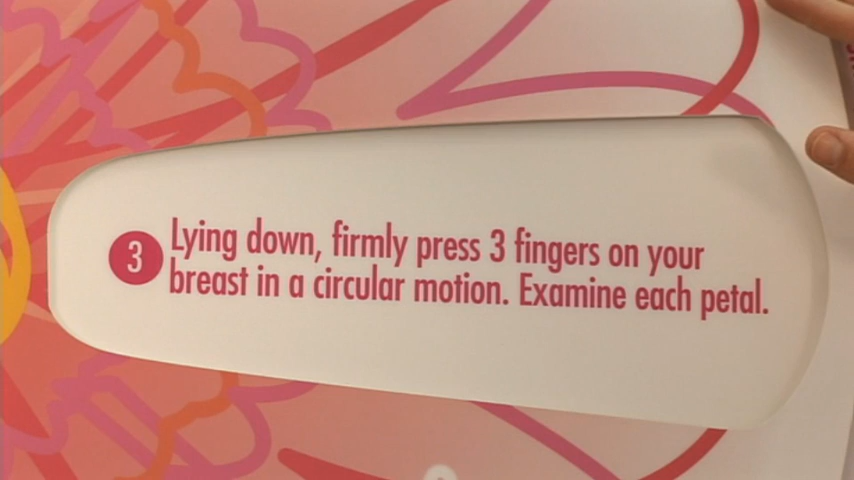 3 Lying down, firmly press 3 fingers on your
breast in a circular motion. Examine each petal.